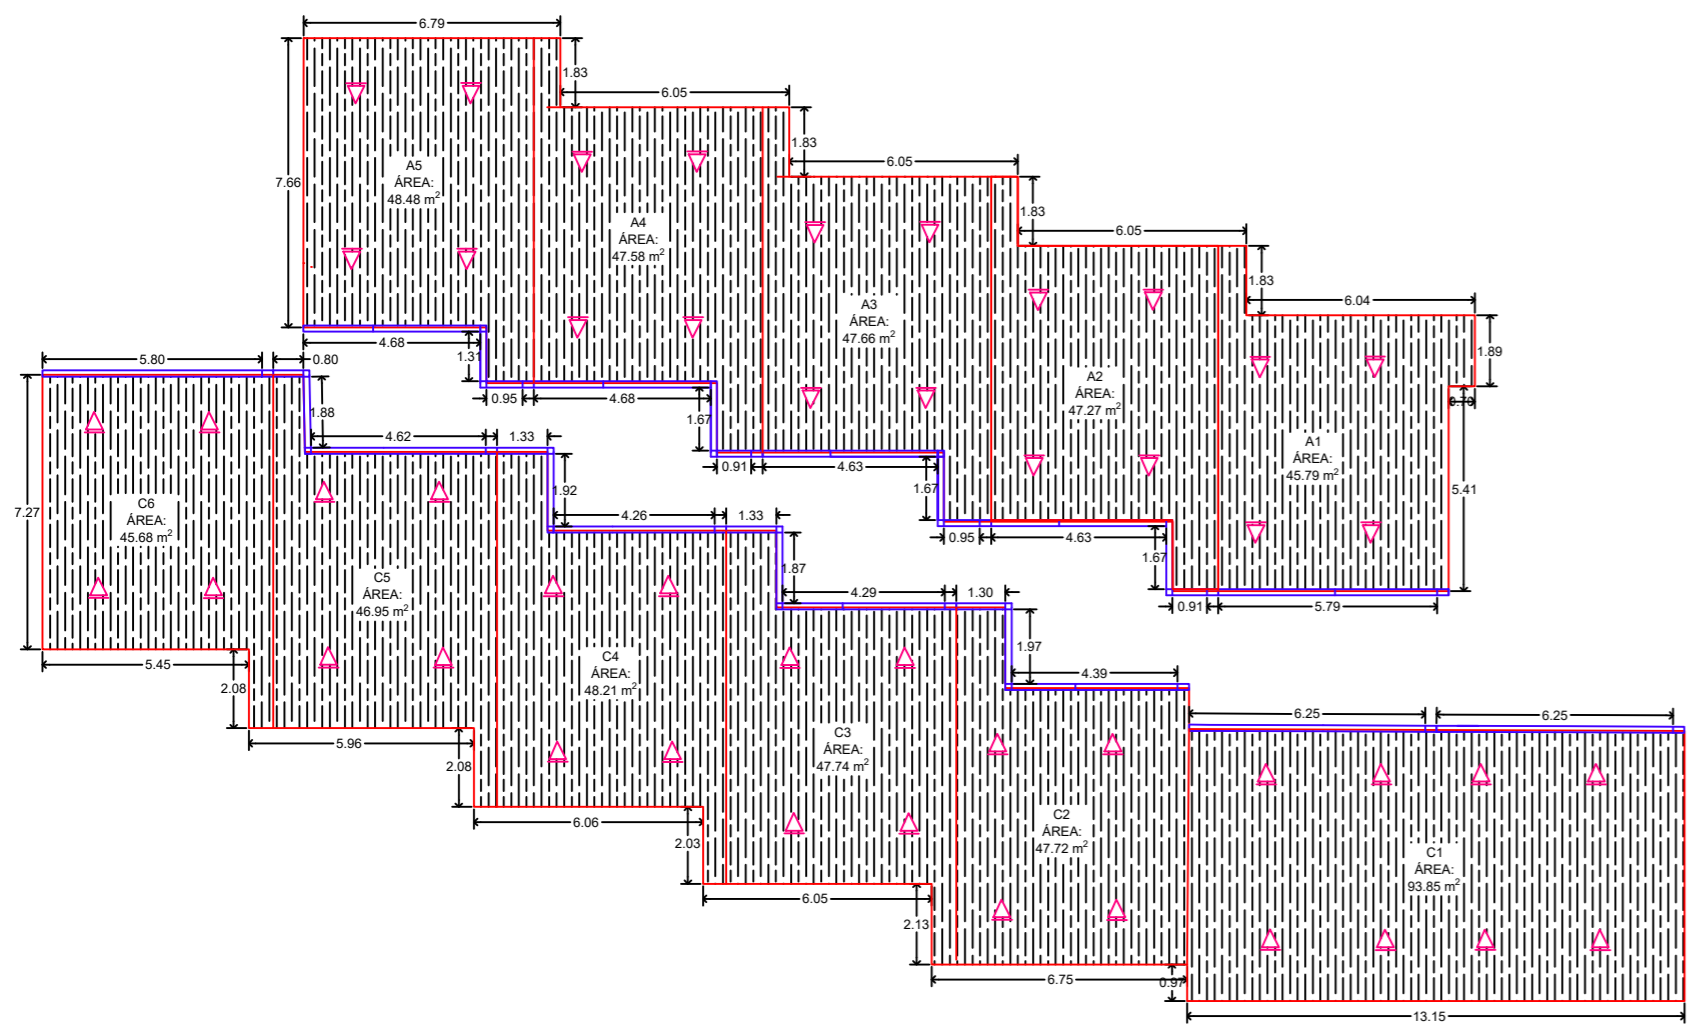 6.79
1.83
6.05
1.83
A5
ÁREA:
48.48 m²
7.66
6.05
1.83
A4
ÁREA:
47.58 m²
6.05
1.83
A3
ÁREA:
47.66 m²
6.04
1.89
4.68
1.31
5.80
0.80
0.95
4.68
A2
ÁREA:
47.27 m²
0.70
1.88
1.67
4.62
1.33
A1
ÁREA:
45.79 m²
0.91
4.63
1.92
1.67
5.41
C6
ÁREA:
45.68 m²
7.27
4.26
1.33
0.95
4.63
1.87
1.67
C5
ÁREA:
46.95 m²
4.29
1.30
0.91
5.79
1.97
5.45
C4
ÁREA:
48.21 m²
4.39
2.08
6.25
6.25
5.96
C3
ÁREA:
47.74 m²
2.08
6.06
C2
ÁREA:
47.72 m²
2.03
C1
ÁREA:
93.85 m²
6.05
2.13
6.75
0.97
13.15